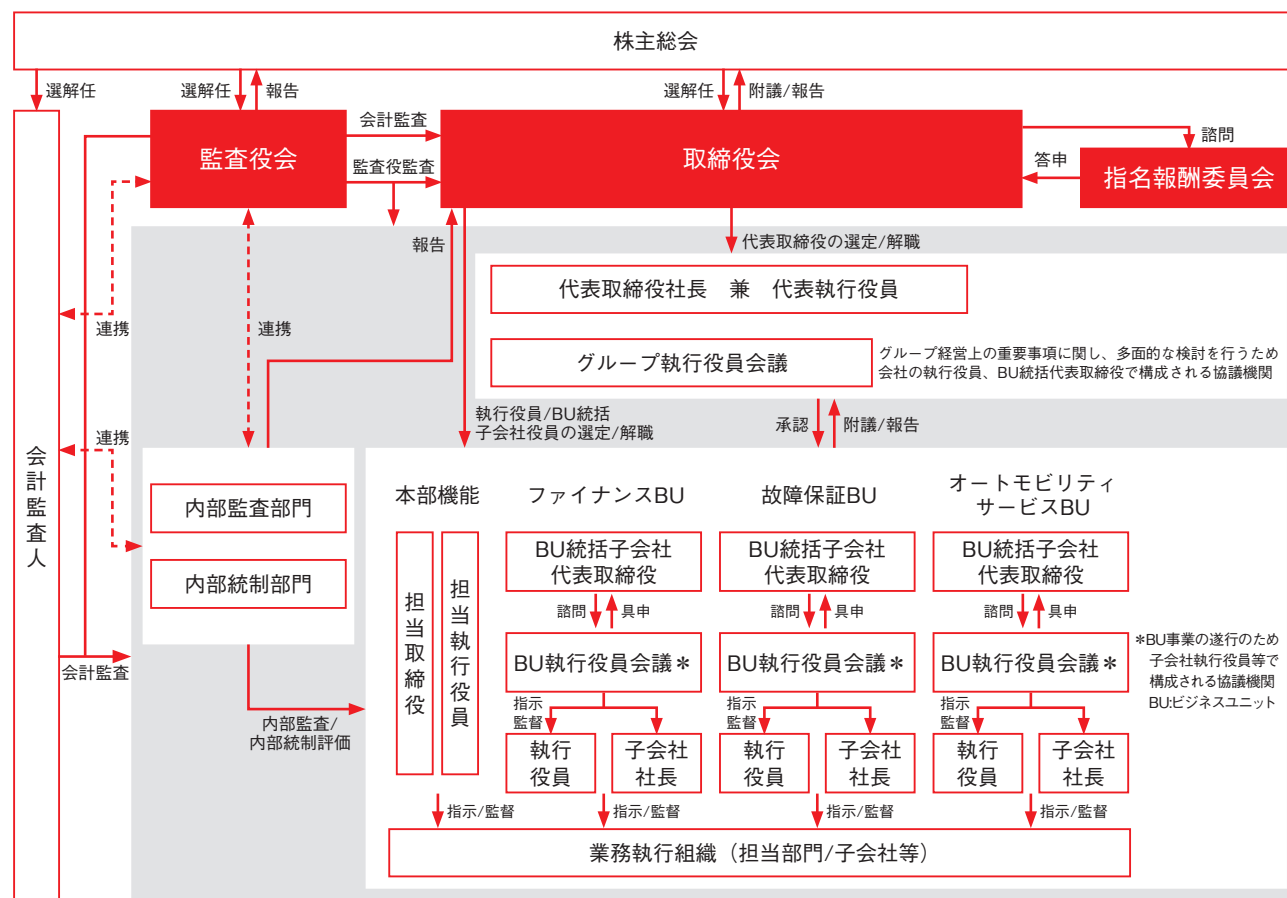 株主総会
選解任
選解任
報告
選解任
附議/報告
監査役会
会計監査
監査役監査
取締役会
諮問
答申
指名報酬委員会
報告
代表取締役の選定/解職
代表取締役社長　兼　代表執行役員
連携
連携
グループ執行役員会議
グループ経営上の重要事項に関し、多面的な検討を行うため
会社の執行役員、BU統括代表取締役で構成される協議機関
執行役員/BU統括
子会社役員の選定/解職
承認
附議/報告
連携
会計監査人
内部監査部門
内部統制部門
会計監査
内部監査/
内部統制評価
本部機能
担当取締役
担当執行役員
ファイナンスBU
BU統括子会社
代表取締役
諮問
具申
BU執行役員会議＊
指示
監督
執行
役員
子会社
社長
故障保証BU
BU統括子会社
代表取締役
諮問
具申
BU執行役員会議＊
指示
監督
執行
役員
子会社
社長
オートモビリティ
サービスBU
BU統括子会社
代表取締役
諮問
具申
BU執行役員会議＊
指示
監督
執行
役員
子会社
社長
＊BU事業の遂行のため
子会社執行役員等で
構成される協議機関
BU:ビジネスユニット
指示/監督
指示/監督
指示/監督
指示/監督
業務執行組織（担当部門/子会社等）